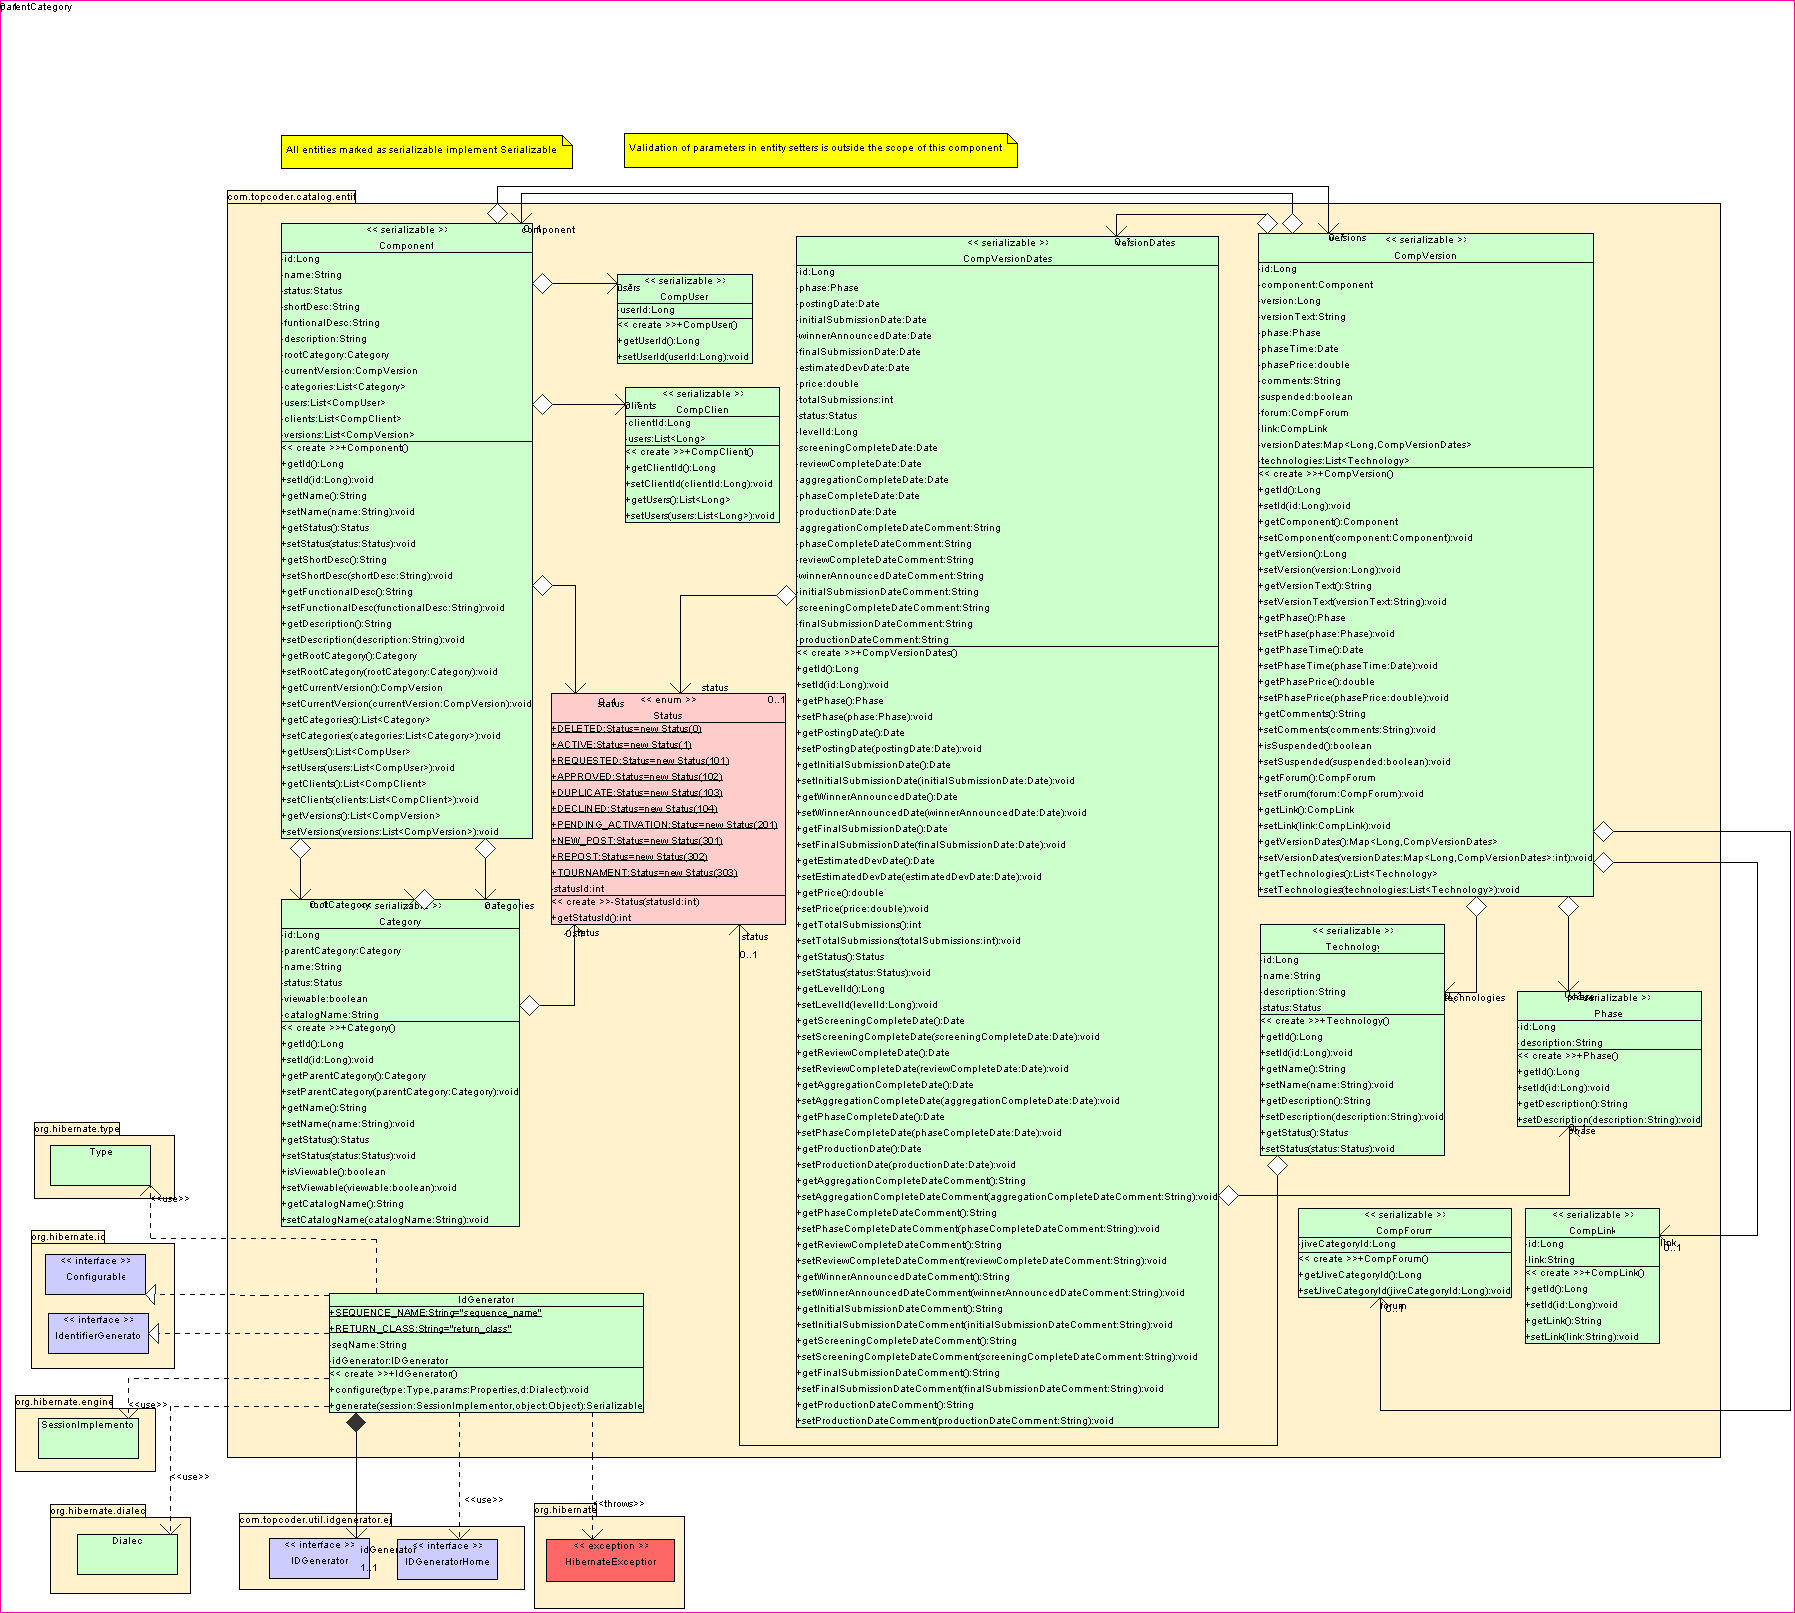 parentCategory
All entities marked as serializable implement Serializable
Validation of parameters in entity setters is outside the scope of this component
com.topcoder.catalog.entit
<< serializable >>
Component
-id:Long
-name:String
-status:Status
-shortDesc:String
-funtionalDesc:String
-description:String
-rootCategory:Category
-currentVersion:CompVersion
-categories:List<Category>
-users:List<CompUser>
-clients:List<CompClient>
-versions:List<CompVersion>
<< create >>+Component()
+getId():Long
+setId(id:Long):void
+getName():String
+setName(name:String):void
+getStatus():Status
+setStatus(status:Status):void
+getShortDesc():String
+setShortDesc(shortDesc:String):void
+getFunctionalDesc():String
+setFunctionalDesc(functionalDesc:String):void
+getDescription():String
+setDescription(description:String):void
+getRootCategory():Category
+setRootCategory(rootCategory:Category):void
+getCurrentVersion():CompVersion
+setCurrentVersion(currentVersion:CompVersion):void
+getCategories():List<Category>
+setCategories(categories:List<Category>):void
+getUsers():List<CompUser>
+setUsers(users:List<CompUser>):void
+getClients():List<CompClient>
+setClients(clients:List<CompClient>):void
+getVersions():List<CompVersion>
+setVersions(versions:List<CompVersion>):void
component
users
<< serializable >>
CompUser
-userId:Long
<< create >>+CompUser()
+getUserId():Long
+setUserId(userId:Long):void
clients
<< serializable >>
CompClien
-clientId:Long
-users:List<Long>
<< create >>+CompClient()
+getClientId():Long
+setClientId(clientId:Long):void
+getUsers():List<Long>
+setUsers(users:List<Long>):void
status
0..1
status
<< enum >>
Status
+DELETED:Status=new Status(0)
+ACTIVE:Status=new Status(1)
+REQUESTED:Status=new Status(101)
+APPROVED:Status=new Status(102)
+DUPLICATE:Status=new Status(103)
+DECLINED:Status=new Status(104)
+PENDING_ACTIVATION:Status=new Status(201)
+NEW_POST:Status=new Status(301)
+REPOST:Status=new Status(302)
+TOURNAMENT:Status=new Status(303)
-statusId:int
<< create >>-Status(statusId:int)
+getStatusId():int
status
status
0..1
rootCategory
categories
<< serializable >>
Category
-id:Long
-parentCategory:Category
-name:String
-status:Status
-viewable:boolean
-catalogName:String
<< create >>+Category()
+getId():Long
+setId(id:Long):void
+getParentCategory():Category
+setParentCategory(parentCategory:Category):void
+getName():String
+setName(name:String):void
+getStatus():Status
+setStatus(status:Status):void
+isViewable():boolean
+setViewable(viewable:boolean):void
+getCatalogName():String
+setCatalogName(catalogName:String):void
versionDates
<< serializable >>
CompVersionDates
-id:Long
-phase:Phase
-postingDate:Date
-initialSubmissionDate:Date
-winnerAnnouncedDate:Date
-finalSubmissionDate:Date
-estimatedDevDate:Date
-price:double
-totalSubmissions:int
-status:Status
-levelId:Long
-screeningCompleteDate:Date
-reviewCompleteDate:Date
-aggregationCompleteDate:Date
-phaseCompleteDate:Date
-productionDate:Date
-aggregationCompleteDateComment:String
-phaseCompleteDateComment:String
-reviewCompleteDateComment:String
-winnerAnnouncedDateComment:String
-initialSubmissionDateComment:String
-screeningCompleteDateComment:String
-finalSubmissionDateComment:String
-productionDateComment:String
<< create >>+CompVersionDates()
+getId():Long
+setId(id:Long):void
+getPhase():Phase
+setPhase(phase:Phase):void
+getPostingDate():Date
+setPostingDate(postingDate:Date):void
+getInitialSubmissionDate():Date
+setInitialSubmissionDate(initialSubmissionDate:Date):void
+getWinnerAnnouncedDate():Date
+setWinnerAnnouncedDate(winnerAnnouncedDate:Date):void
+getFinalSubmissionDate():Date
+setFinalSubmissionDate(finalSubmissionDate:Date):void
+getEstimatedDevDate():Date
+setEstimatedDevDate(estimatedDevDate:Date):void
+getPrice():double
+setPrice(price:double):void
+getTotalSubmissions():int
+setTotalSubmissions(totalSubmissions:int):void
+getStatus():Status
+setStatus(status:Status):void
+getLevelId():Long
+setLevelId(levelId:Long):void
+getScreeningCompleteDate():Date
+setScreeningCompleteDate(screeningCompleteDate:Date):void
+getReviewCompleteDate():Date
+setReviewCompleteDate(reviewCompleteDate:Date):void
+getAggregationCompleteDate():Date
+setAggregationCompleteDate(aggregationCompleteDate:Date):void
+getPhaseCompleteDate():Date
+setPhaseCompleteDate(phaseCompleteDate:Date):void
+getProductionDate():Date
+setProductionDate(productionDate:Date):void
+getAggregationCompleteDateComment():String
+setAggregationCompleteDateComment(aggregationCompleteDateComment:String):void
+getPhaseCompleteDateComment():String
+setPhaseCompleteDateComment(phaseCompleteDateComment:String):void
+getReviewCompleteDateComment():String
+setReviewCompleteDateComment(reviewCompleteDateComment:String):void
+getWinnerAnnouncedDateComment():String
+setWinnerAnnouncedDateComment(winnerAnnouncedDateComment:String):void
+getInitialSubmissionDateComment():String
+setInitialSubmissionDateComment(initialSubmissionDateComment:String):void
+getScreeningCompleteDateComment():String
+setScreeningCompleteDateComment(screeningCompleteDateComment:String):void
+getFinalSubmissionDateComment():String
+setFinalSubmissionDateComment(finalSubmissionDateComment:String):void
+getProductionDateComment():String
+setProductionDateComment(productionDateComment:String):void
versions
<< serializable >>
CompVersion
-id:Long
-component:Component
-version:Long
-versionText:String
-phase:Phase
-phaseTime:Date
-phasePrice:double
-comments:String
-suspended:boolean
-forum:CompForum
-link:CompLink
-versionDates:Map<Long,CompVersionDates>
-technologies:List<Technology>
<< create >>+CompVersion()
+getId():Long
+setId(id:Long):void
+getComponent():Component
+setComponent(component:Component):void
+getVersion():Long
+setVersion(version:Long):void
+getVersionText():String
+setVersionText(versionText:String):void
+getPhase():Phase
+setPhase(phase:Phase):void
+getPhaseTime():Date
+setPhaseTime(phaseTime:Date):void
+getPhasePrice():double
+setPhasePrice(phasePrice:double):void
+getComments():String
+setComments(comments:String):void
+isSuspended():boolean
+setSuspended(suspended:boolean):void
+getForum():CompForum
+setForum(forum:CompForum):void
+getLink():CompLink
+setLink(link:CompLink):void
+getVersionDates():Map<Long,CompVersionDates>
+setVersionDates(versionDates:Map<Long,CompVersionDates>:int):void
+getTechnologies():List<Technology>
+setTechnologies(technologies:List<Technology>):void
<< serializable >>
Technology
-id:Long
-name:String
-description:String
-status:Status
<< create >>+Technology()
+getId():Long
+setId(id:Long):void
+getName():String
+setName(name:String):void
+getDescription():String
+setDescription(description:String):void
+getStatus():Status
+setStatus(status:Status):void
technologies
serializable >>
Phase
-id:Long
-description:String
<< create >>+Phase()
+getId():Long
+setId(id:Long):void
+getDescription():String
+setDescription(description:String):void
phase
<< serializable >>
CompForum
-jiveCategoryId:Long
<< create >>+CompForum()
+getJiveCategoryId():Long
+setJiveCategoryId(jiveCategoryId:Long):void
forum
<< serializable >>
CompLink
-id:Long
-link:String
<< create >>+CompLink()
+getId():Long
+setId(id:Long):void
+getLink():String
+setLink(link:String):void
link
0..1
org.hibernate.type
Type
<<use>>
org.hibernate.id
<< interface >>
Configurable
<< interface >>
IdentifierGenerato
IdGenerator
+SEQUENCE_NAME:String="sequence_name"
+RETURN_CLASS:String="return_class"
-seqName:String
-idGenerator:IDGenerator
<< create >>+IdGenerator()
+configure(type:Type,params:Properties,d:Dialect):void
+generate(session:SessionImplementor,object:Object):Serializable
org.hibernate.engine
<<use>>
SessionImplemento
<<use>>
org.hibernate.dialec
Dialec
com.topcoder.util.idgenerator.ej
<< interface >>
IDGenerator
idGenerator
1..1
<<use>>
<< interface >>
IDGeneratorHome
org.hibernate
<<throws>>
<< exception >>
HibernateException